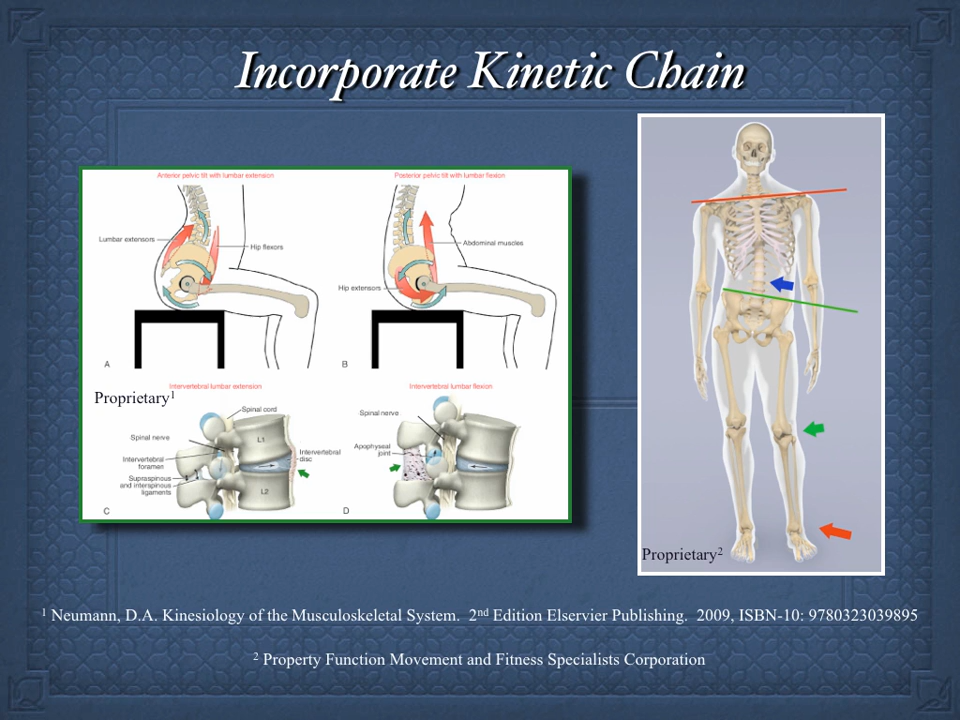 Incorporate Kinetic Chain
Anterior pelvic tilt with lumbar extension
Posterior pelvic tilt with lumbar flexion
Lumbar extensors
Hip flexors
Abdominal muscles
Hip extensors
A
B
Proprietary1
Intervertebral lumbar extension
Intervertebral lumbar flexion
Spinal cord
Spinal nerve
L1
Intervertebral
foramen
Intervertebral
disc
Supraspinous
and interspinous
ligaments
L2
C
Spinal nerve
Apophyseal
joint
D
Proprietary2
1 Neumann, D.A. Kinesiology of the Musculoskeletal System. 2nd Edition Elservier Publishing. 2009, ISBN-10: 9780323039895
2 Property Function Movement and Fitness Specialists Corporation